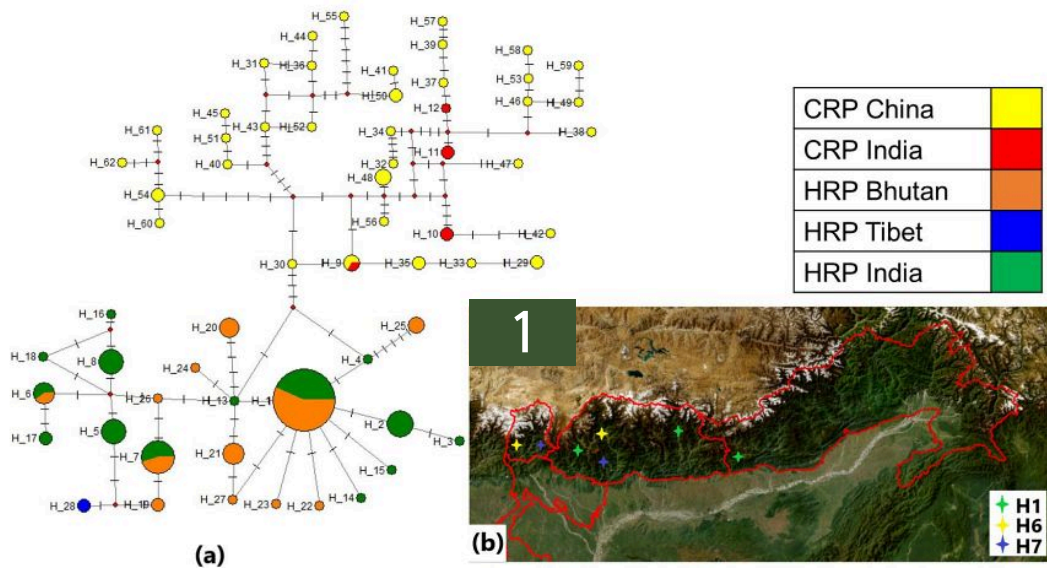 H_55
H_57
H_44
H_39
H_58
H_31
H_36
H_41
H_59
H_37
H_53
H_50
H_12
H_46
H_49
H_45
H_43
H_52
H_34
H_38
H_61
H_51
H_11
H_62
H_40
H_32
H_47
H_48
H_54
H_60
H_56
H_10
H_42
H_30
H_9
H_35
H_33
H_29
CRP China
CRP India
HRP Bhutan
HRP Tibet
HRP India
H_16
H_20
H_25
H_18
H_8
H_4
H_24
H_6
H_26
H_13
H_1
H_2
H_17
H_5
H_3
H_7
H_21
H_15
H_28
H_19
H_27
H_23
H_22
H_14
(a)
1
H1
H6
H7
(b)